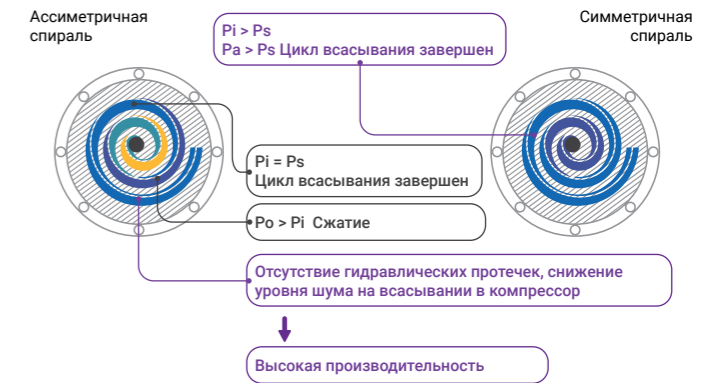 Ассиметричная
спираль
Симметричная
спираль
Pi > Ps
Pa > Ps Цикл всасывания завершен
Pi = Ps
Цикл всасывания завершен
Po > Pi Сжатие
Отсутствие гидравлических протечек, снижение
уровня шума на всасывании в компрессор
Высокая производительность